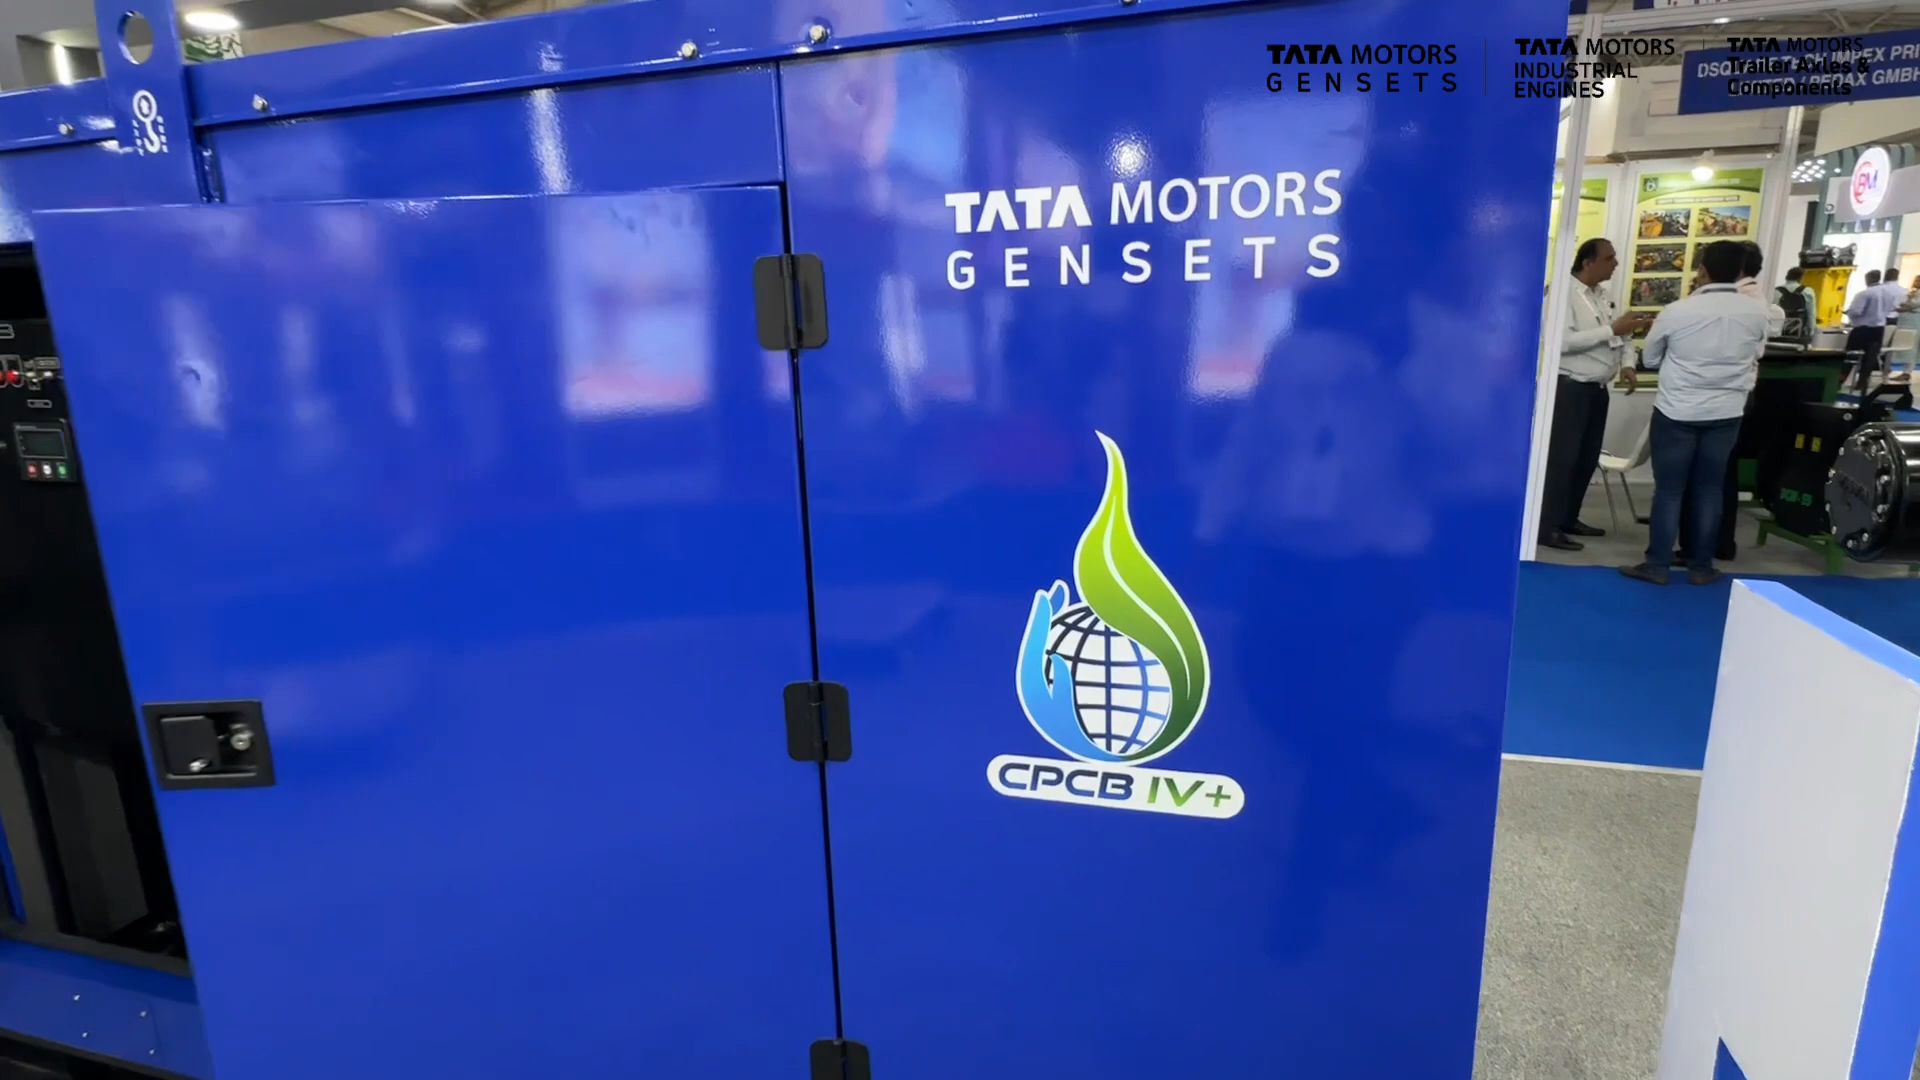 TATA MOTORS
GENSETS
TATA MOTORS
INDUSTRIAL
ENGINES
TATA MOTORS
Trailer Axles &
Components
TATA MOTORS
GENSETS
CPCB IV+